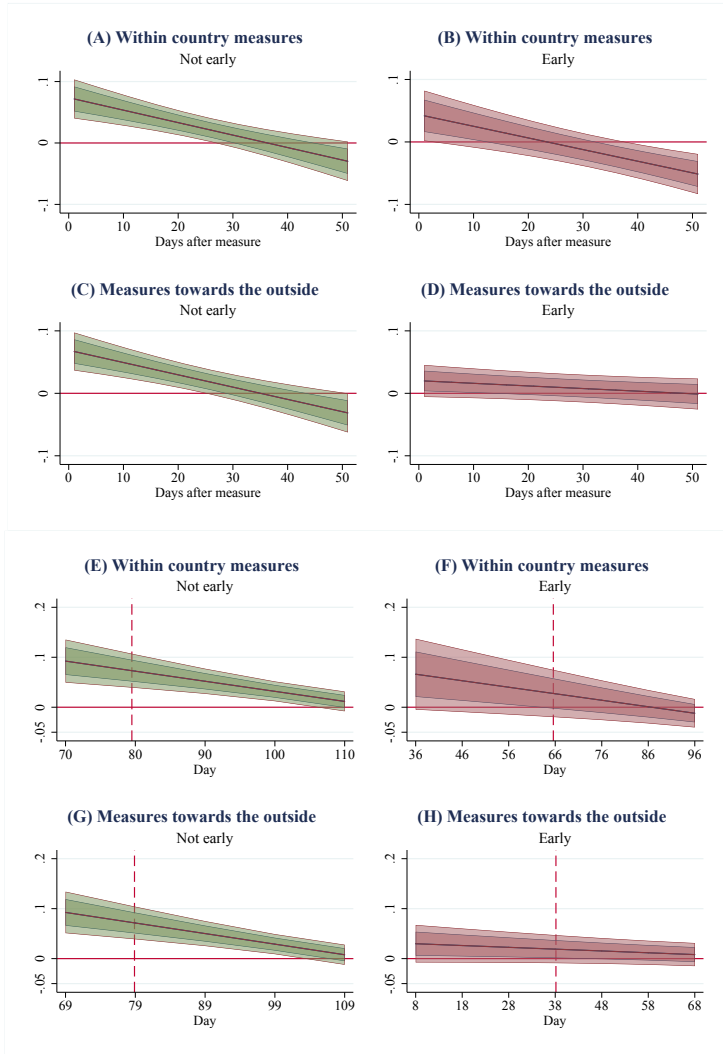 (A) Within country measures
Not early
.1
0
-.1
0 10 20 30 40 50
Days after measure
(B) Within country measures
Early
.1
0
-.1
0 10 20 30 40 50
Days after measure
(C) Measures towards the outside
Not early
.1
0
-.1
0 10 20 30 40 50
Days after measure
(D) Measures towards the outside
Early
.1
0
-.1
0 10 20 30 40 50
Days after measure
(E) Within country measures
Not early
.2
.1
0
-.05
70 80 90 100 110
Day
(F) Within country measures
Early
.2
.1
0
-.05
36 46 56 66 76 86 96
Day
(G) Measures towards the outside
Not early
.2
.1
0
-.05
69 79 89 99 109
Day
(H) Measures towards the outside
Early
.2
.1
0
-.05
8 18 28 38 48 58 68
Day